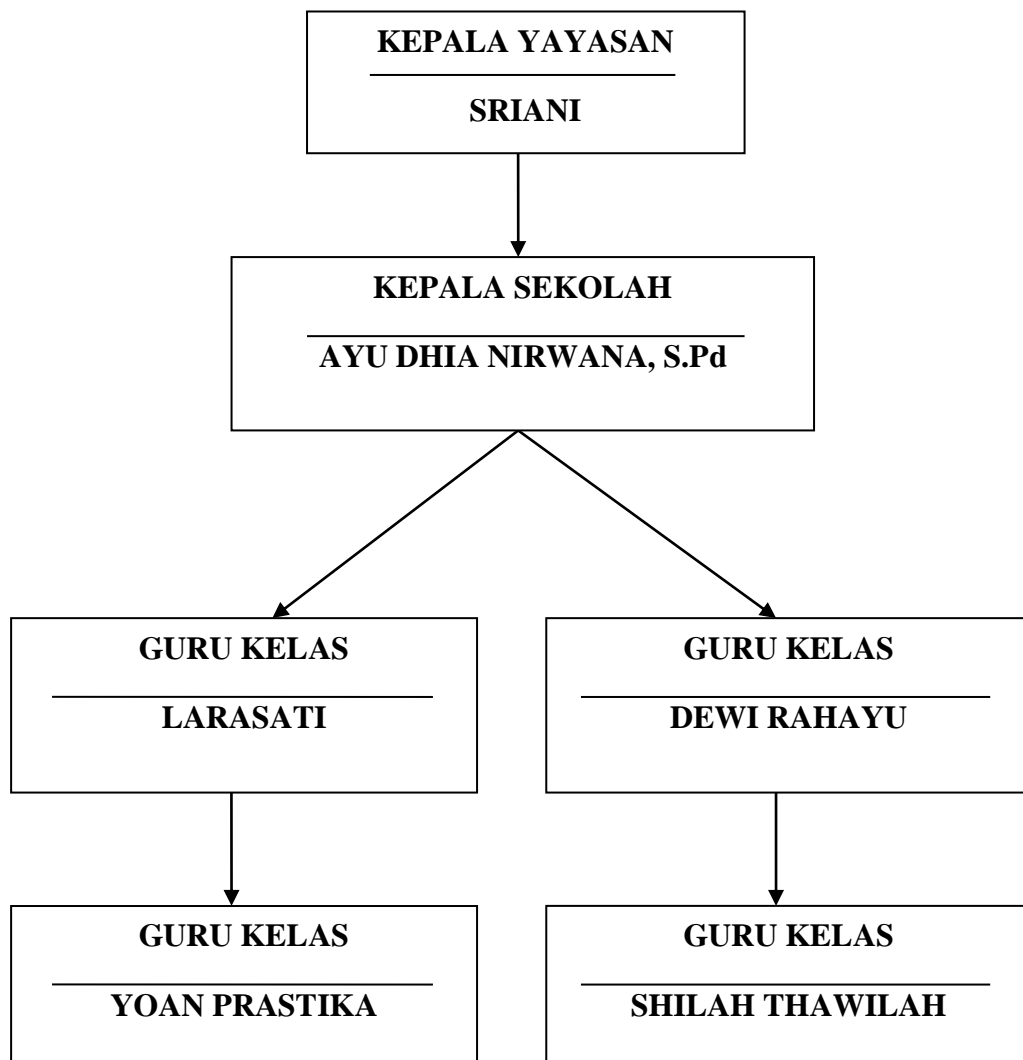 KEPALA YAYASAN
SRIANI
KEPALA SEKOLAH
AYU DHIA NIRWANA, S.Pd
GURU KELAS
LARASATI
GURU KELAS
DEWI RAHAYU
GURU KELAS
YOAN PRASTIKA
GURU KELAS
SHILAH THAWILAH